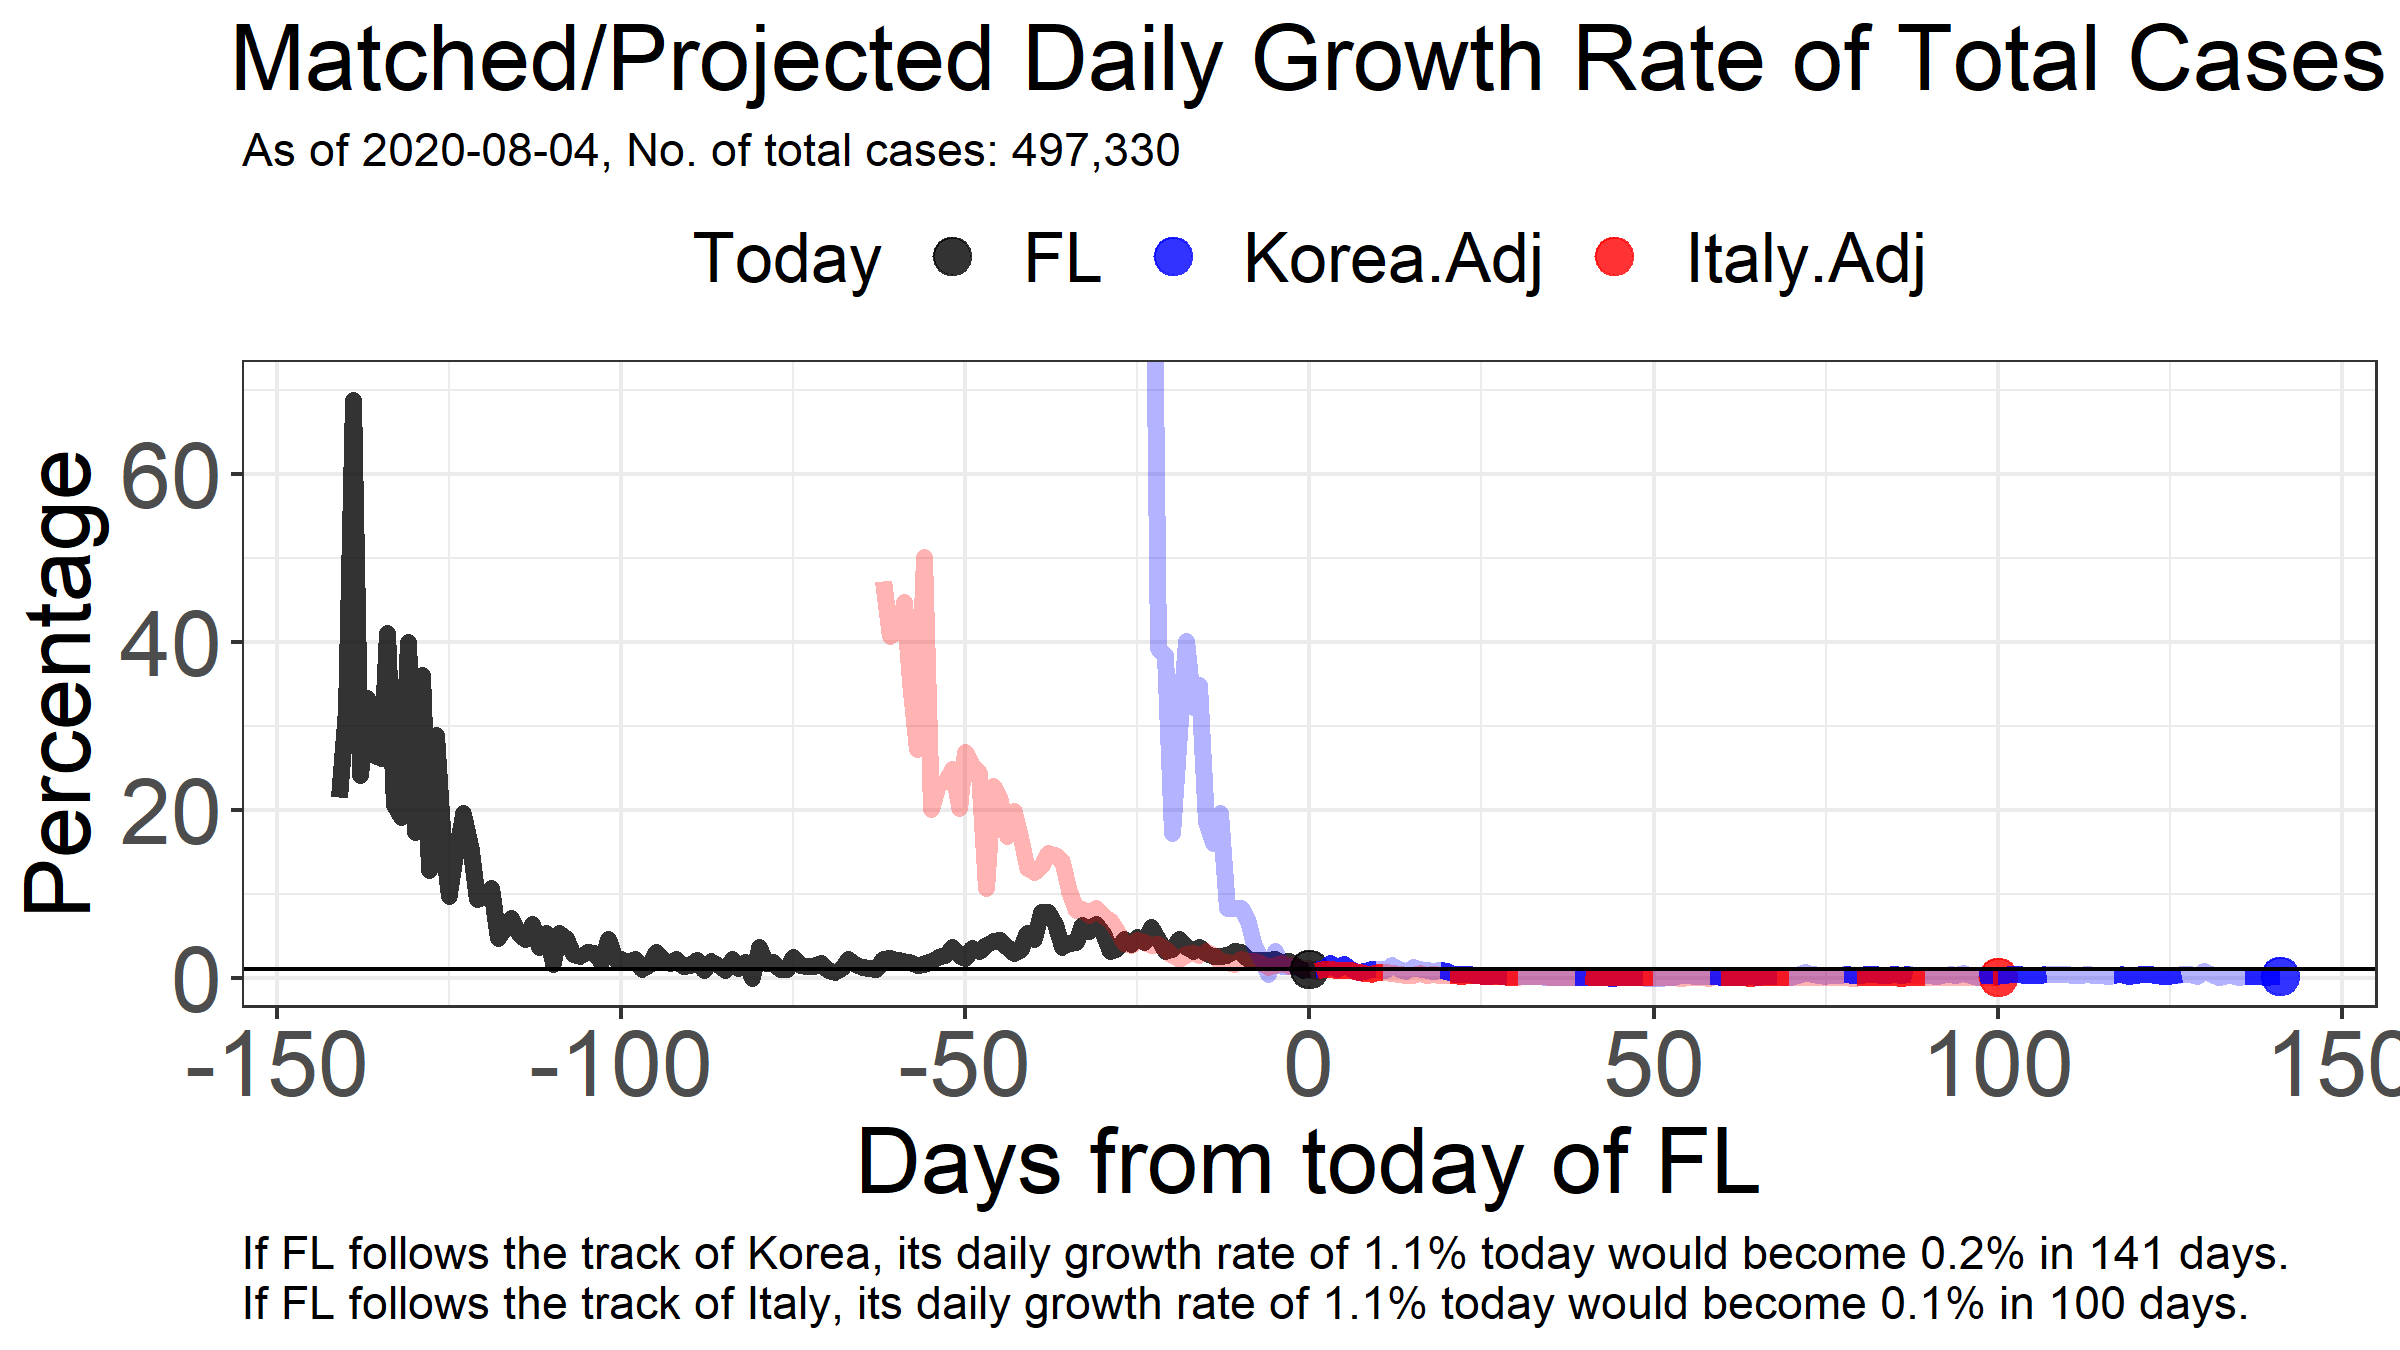 Matched/Projected Daily Growth Rate of Total Cases
As of 2020-08-04, No. of total cases: 497,330
Today FL Korea.Adj Italy.Adj
Percentage
60
40
20
0
-150 -100 -50 0 50 100 150
Days from today of FL
If FL follows the track of Korea, its daily growth rate of 1.1% today would become 0.2% in 141 days.
If FL follows the track of Italy, its daily growth rate of 1.1% today would become 0.1% in 100 days.